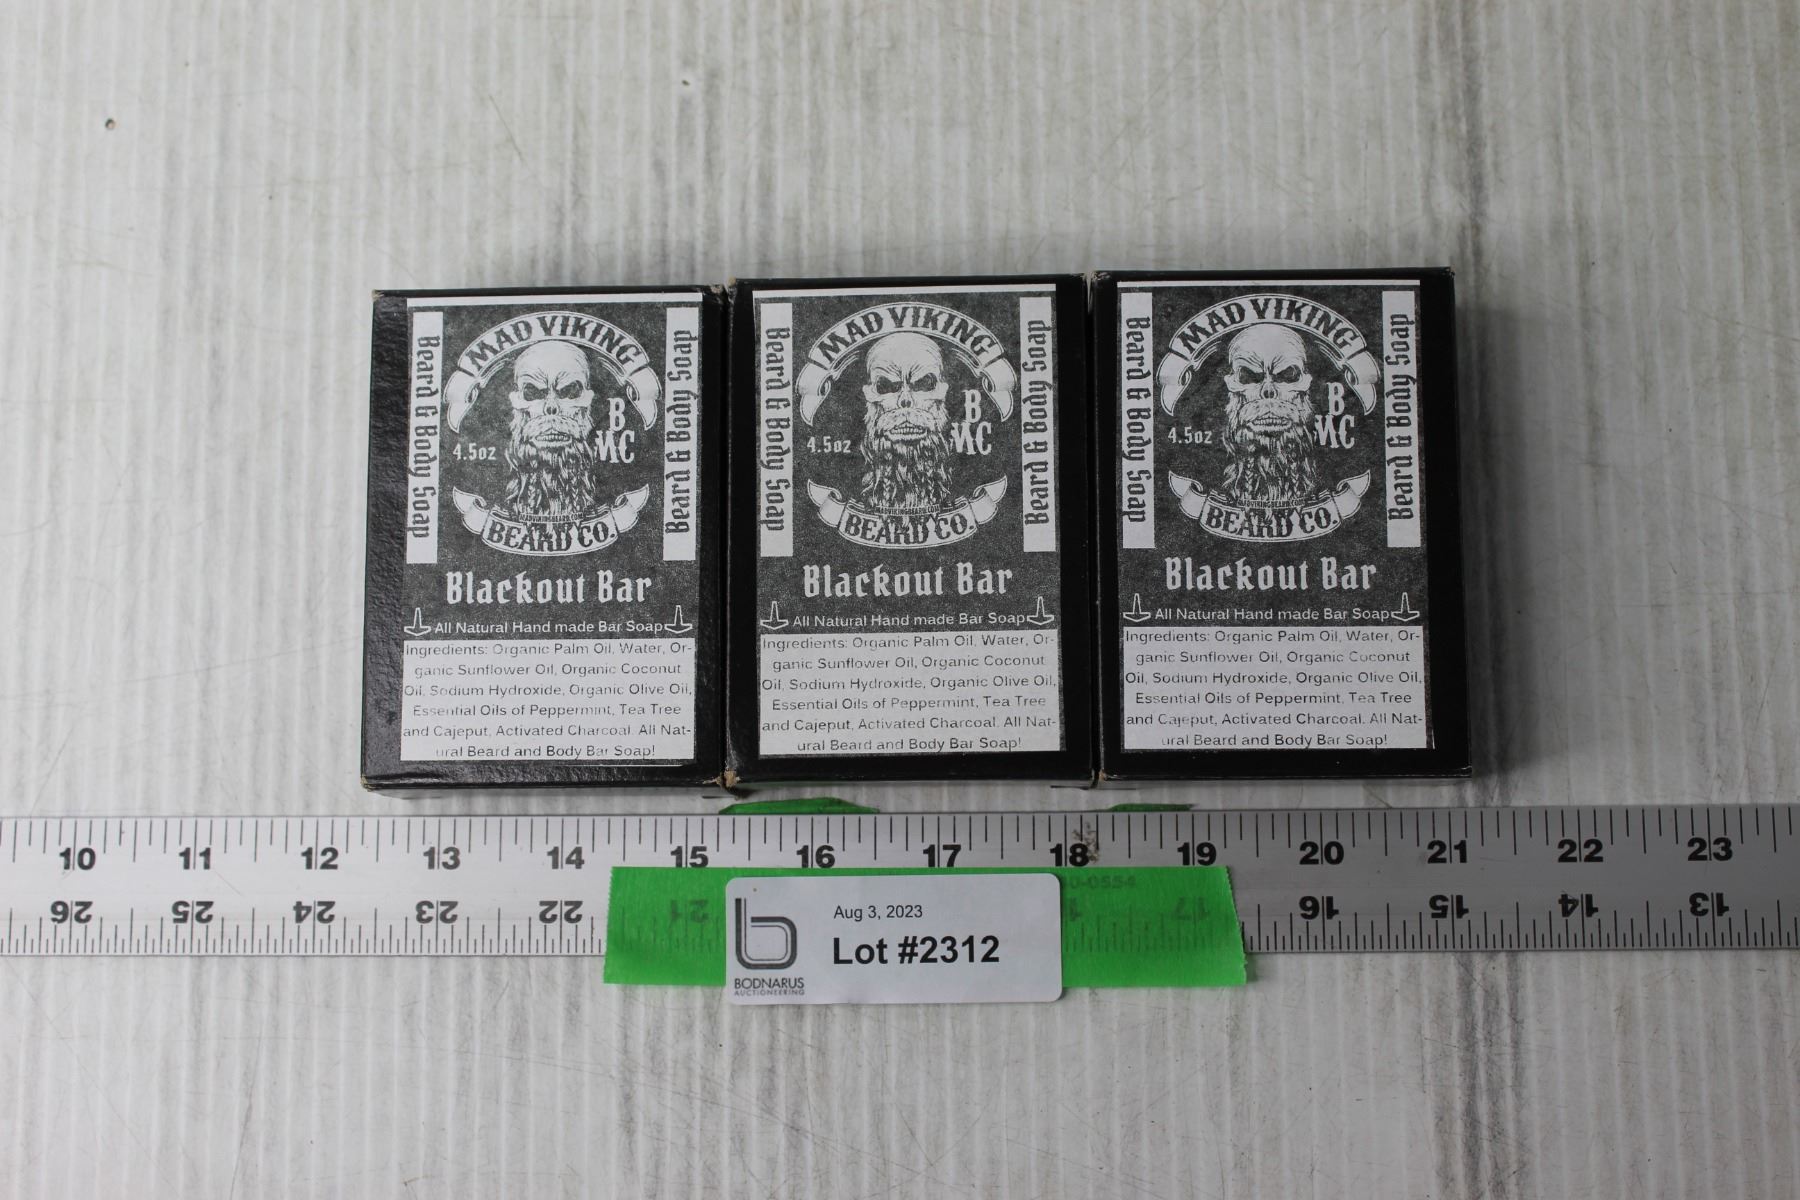 Beard & Body Soap
MAD VIKING
B
MC
4.5oz
MADVIKINGBEARD.COM
BEARD CO.
Beard & Body Soap
Blackout Bar
All Natural Hand made Bar Soap
Ingredients: Organic Palm Oil, Water, Or-
ganic Sunflower Oil, Organic Coconut
Oil, Sodium Hydroxide, Organic Olive Oil,
Essential Oils of Peppermint, Tea Tree
and Cajeput, Activated Charcoal. All Nat-
ural Beard and Body Bar Soap!
Beard & Body Soap
MAD VIKING
B
MC
4.5oz
MADVIKINGBEARD.COM
BEARD CO.
Beard & Body Soap
Blackout Bar
All Natural Hand made Bar Soap
Ingredients: Organic Palm Oil, Water, Or-
ganic Sunflower Oil, Organic Coconut
Oil, Sodium Hydroxide, Organic Olive Oil,
Essential Oils of Peppermint, Tea Tree
and Cajeput, Activated Charcoal. All Nat-
ural Beard and Body Bar Soap!
Beard & Body Soap
MAD VIKING
B
MC
4.5oz
MADVIKINGBEARD.COM
BEARD CO.
Beard & Body Soap
Blackout Bar
All Natural Hand made Bar Soap
Ingredients: Organic Palm Oil, Water, Or-
ganic Sunflower Oil, Organic Coconut
Oil, Sodium Hydroxide, Organic Olive Oil,
Essential Oils of Peppermint, Tea Tree
and Cajeput, Activated Charcoal. All Nat-
ural Beard and Body Bar Soap!
10 11 12 13 14 15 16 17 18 19 20 21 22 23
26 25 24 23 22 21 17 16 15 14 13
Aug 3, 2023
Lot #2312
BODNARUS
AUCTIONEERING